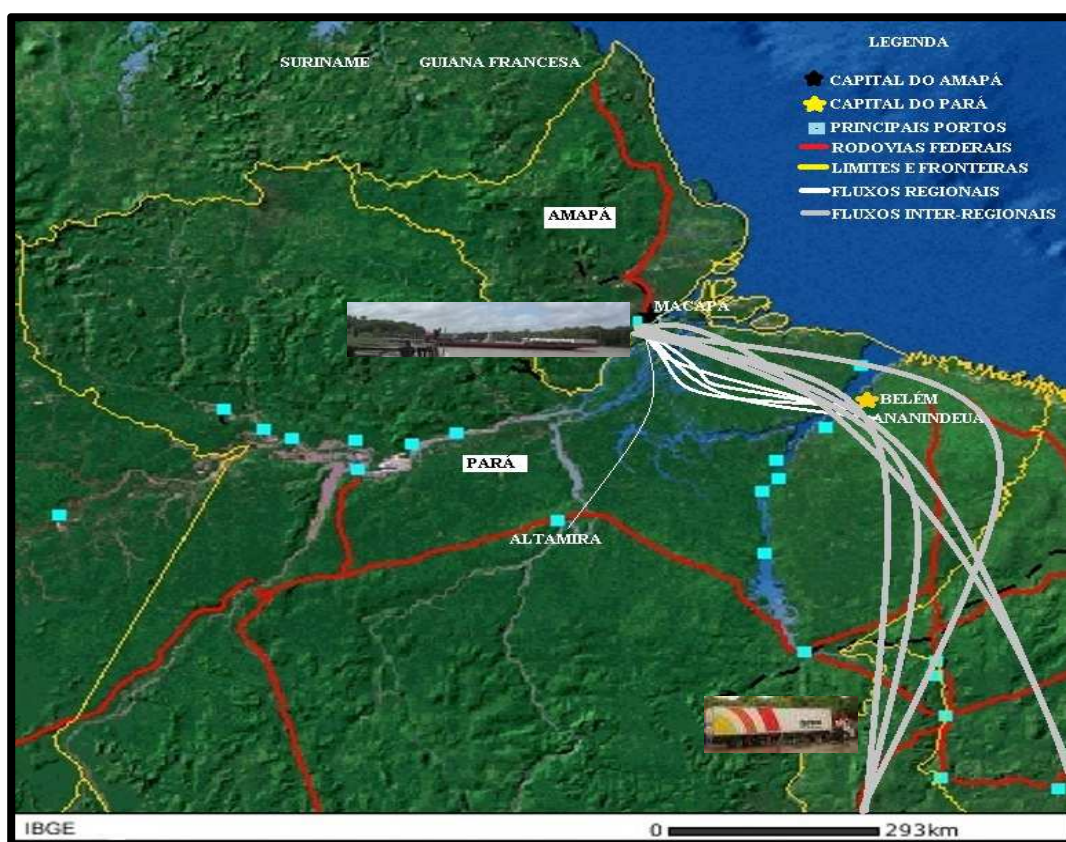 SURINAME
GUIANA FRANCESA
LEGENDA
CAPITAL DO AMAPÁ
CAPITAL DO PARÁ
PRINCIPAIS PORTOS
RODOVIAS FEDERAIS
LIMITES E FRONTEIRAS
FLUXOS REGIONAIS
FLUXOS INTER-REGIONAIS
AMAPÁ
MACAPÁ
BELÉM
ANANINDEUA
PARÁ
ALTAMIRA
IBGE
0 293km